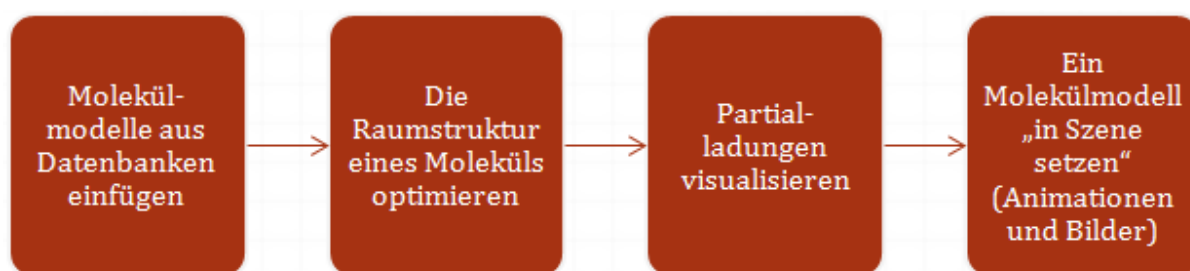 Molekül-
modelle aus
Datenbanken
einfügen
Die
Raumstruktur
eines Moleküls
optimieren
Partial-
ladungen
visualisieren
Ein
Molekülmodell
„in Szene
setzen“
(Animationen
und Bilder)